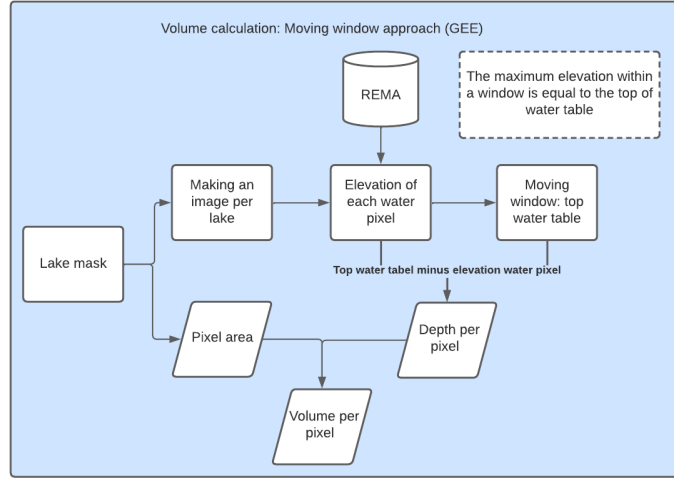 Volume calculation: Moving window approach (GEE)
REMA
The maximum elevation within
a window is equal to the top of
water table
Making an
image per
lake
Elevation of
each water
pixel
Moving
window: top
water table
Lake mask
Top water tabel minus elevation water pixel
Pixel area
Depth per
pixel
Volume per
pixel